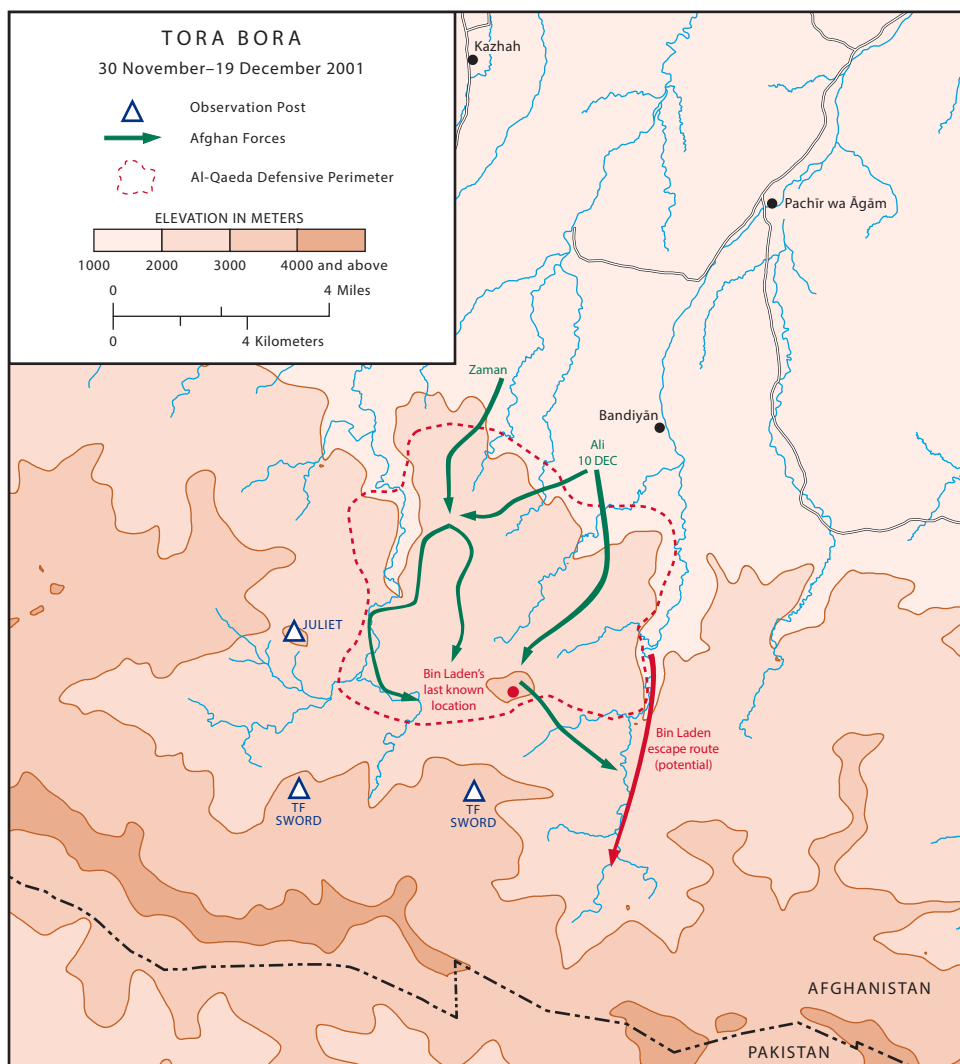 TORA BORA
30 November–19 December 2001
Observation Post
Afghan Forces
Al-Qaeda Defensive Perimeter
ELEVATION IN METERS
1000 2000 3000 4000 and above
0 4 Miles
0 4 Kilometers
Kazhah
Pachīr wa Āgām
Zaman
Bandiyān
Ali
10 DEC
JULIET
Bin Laden's
last known
location
Bin Laden
escape route
(potential)
TF
SWORD
TF
SWORD
AFGHANISTAN
PAKISTAN